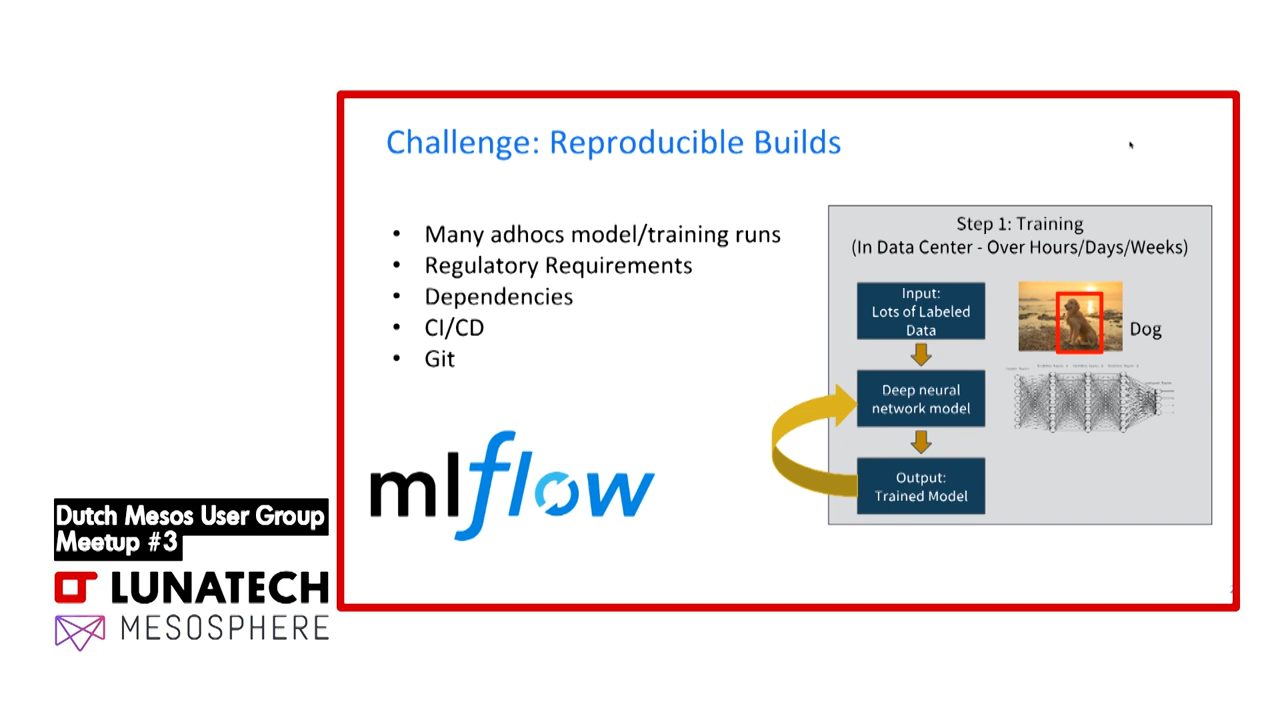 Challenge: Reproducible Builds
• Many adhocs model/training runs
• Regulatory Requirements
• Dependencies
• CI/CD
• Git
mlflow
Step 1: Training
(In Data Center - Over Hours/Days/Weeks)
Input:
Lots of Labeled
Data
Dog
Deep neural
network model
Output:
Trained Model
Dutch Mesos User Group
Meetup #3
LUNATECH
MESOSPHERE